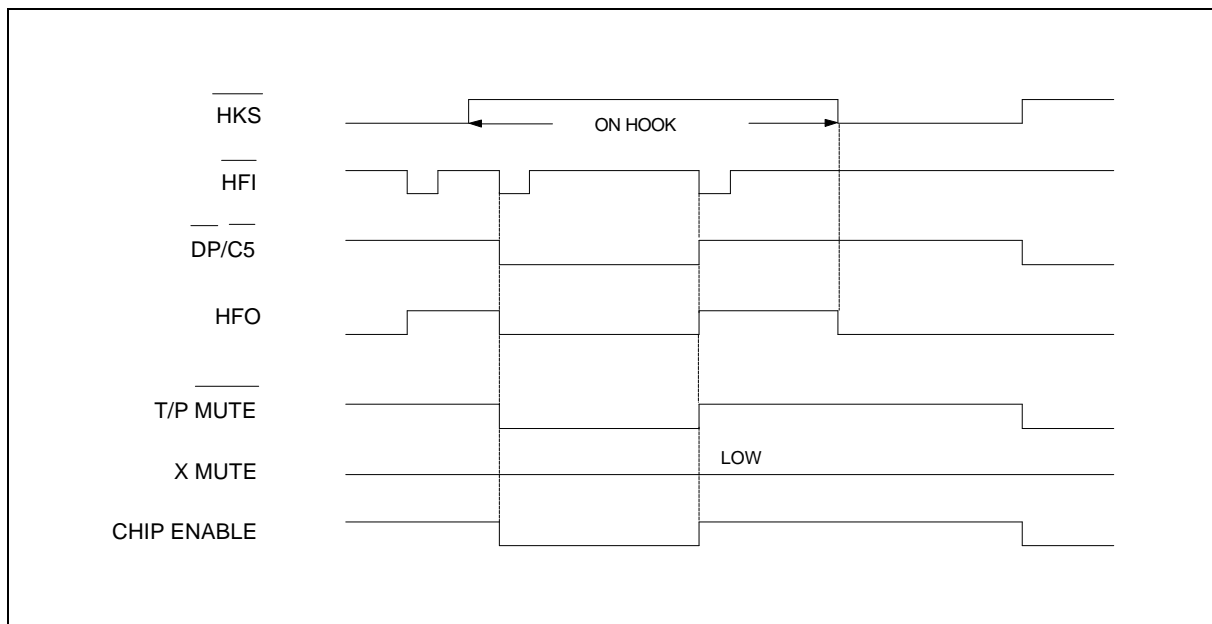 HKS
ON HOOK
HFI
DP/C5
HFO
T/P MUTE
X MUTE
LOW
CHIP ENABLE